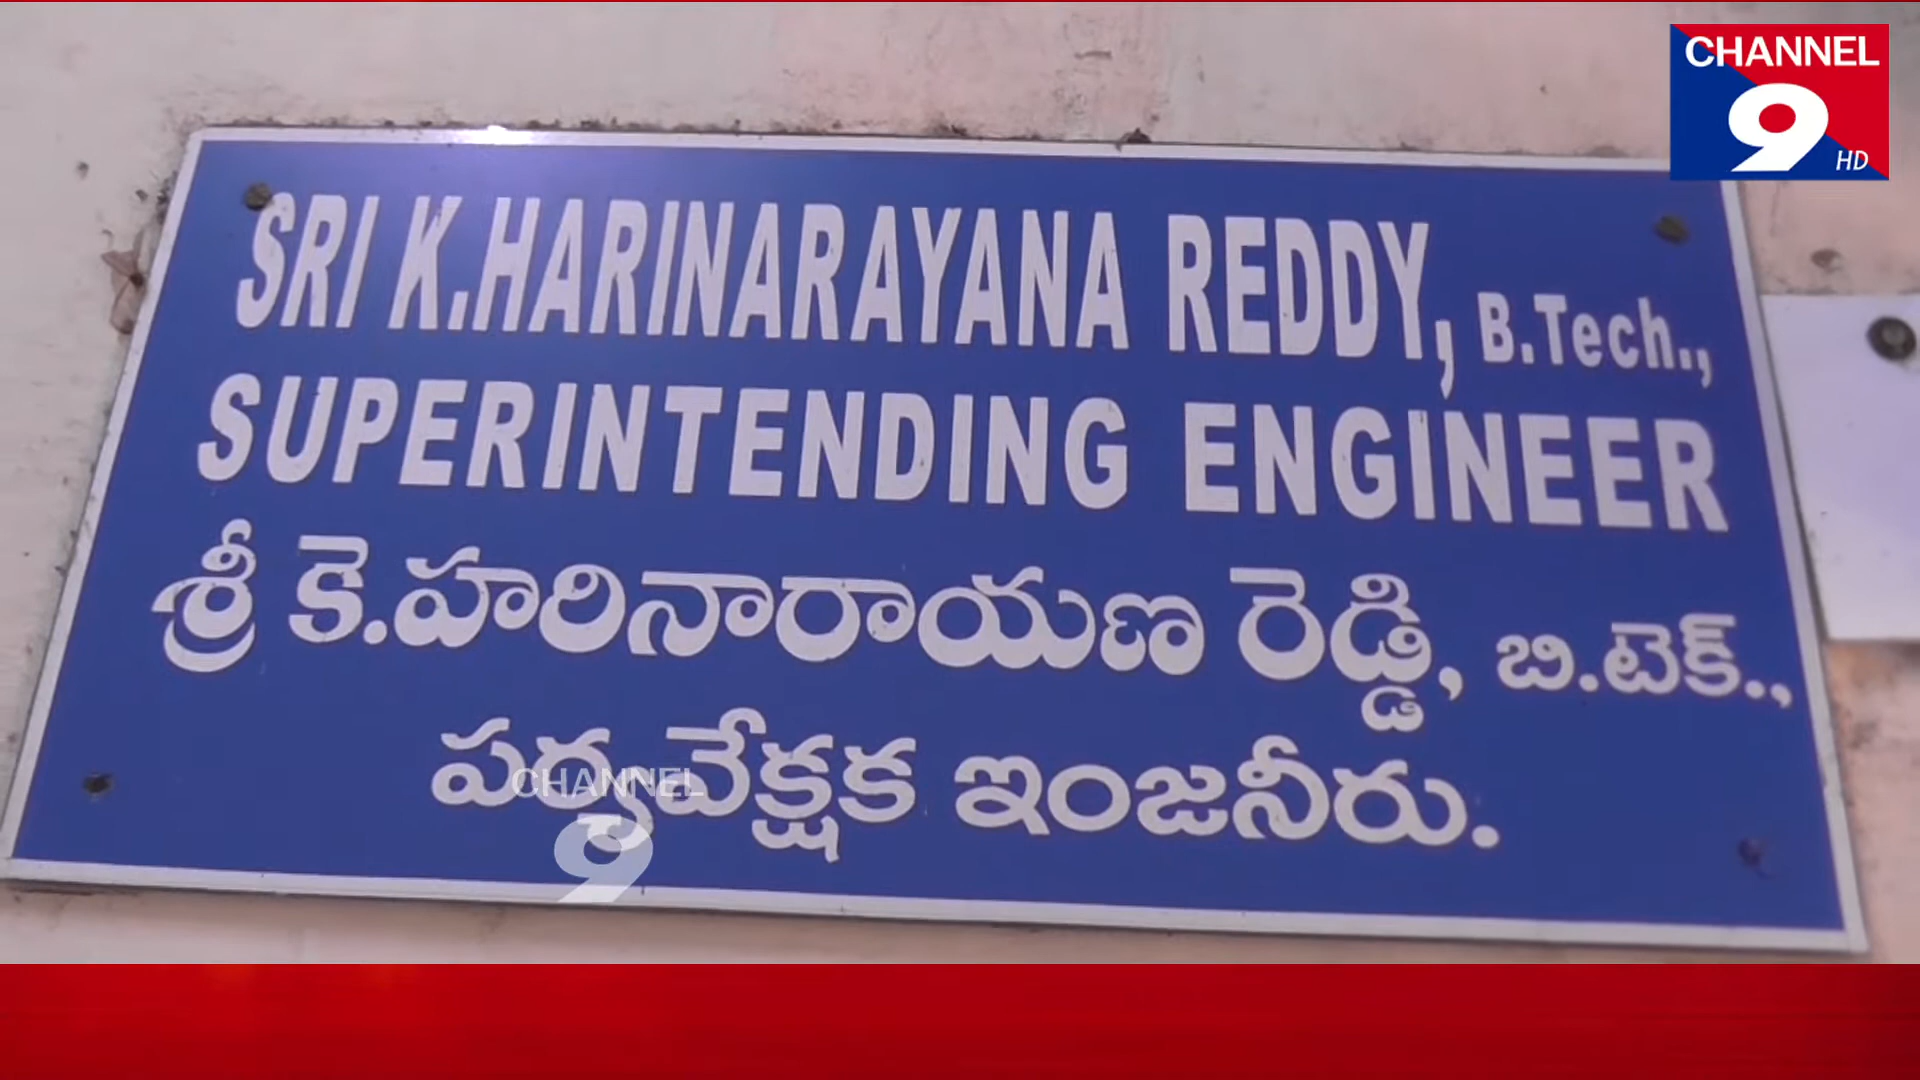 CHANNEL
9
HD
SRI K.HARINARAYANA REDDY, B.Tech.,
SUPERINTENDING ENGINEER
శ్రీ కె.హరినారాయణ రెడ్డి, బి.టెక్.,
పర్యవేక్షక ఇంజనీరు.
CHANNEL
9